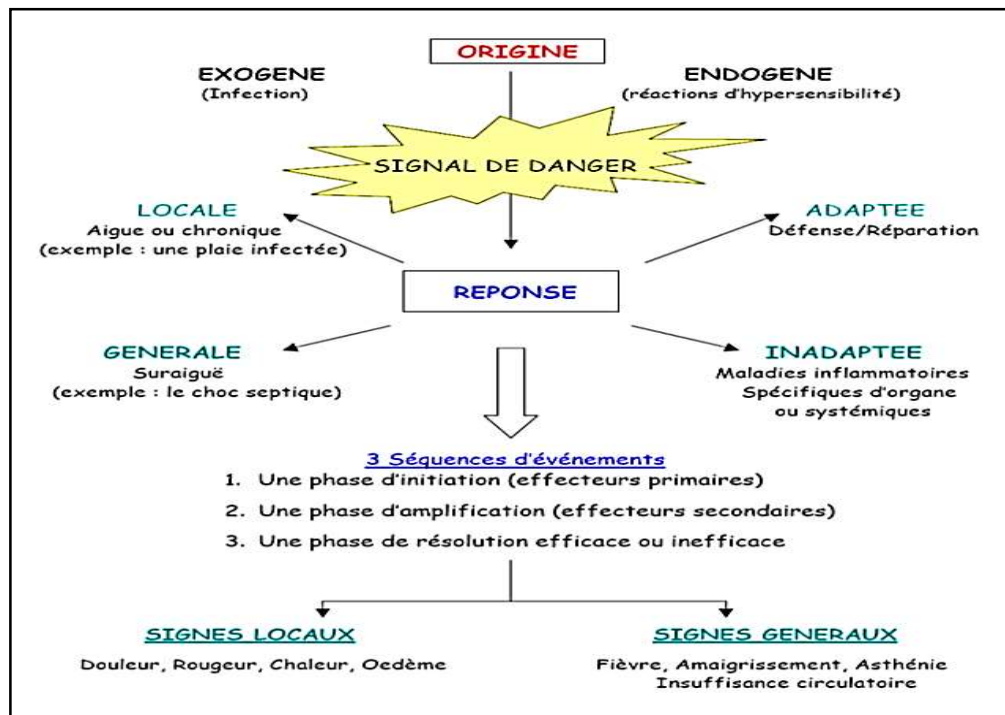 ORIGINE
EXOGENE
(Infection)
ENDOGENE
(réactions d'hypersensibilité)
SIGNAL DE DANGER
LOCALE
Aigue ou chronique
(exemple : une plaie infectée)
ADAPTEE
Défense/Réparation
REPONSE
GENERALE
Suraiguë
(exemple : le choc septique)
INADAPTEE
Maladies inflammatoires
Spécifiques d'organe
ou systémiques
3 Séquences d'événements
1. Une phase d'initiation (effecteurs primaires)
2. Une phase d'amplification (effecteurs secondaires)
3. Une phase de résolution efficace ou inefficace
SIGNES LOCAUX
Douleur, Rougeur, Chaleur, Oedème
SIGNES GENERAUX
Fièvre, Amaigrissement, Asthénie
Insuffisance circulatoire